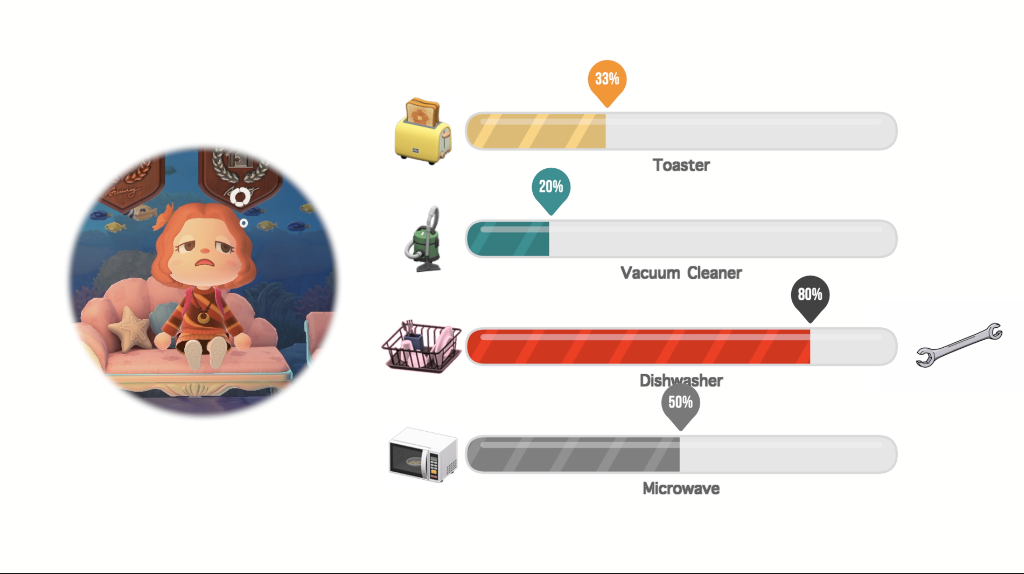 33%
Toaster
20%
Vacuum Cleaner
80%
Dishwasher
50%
Microwave